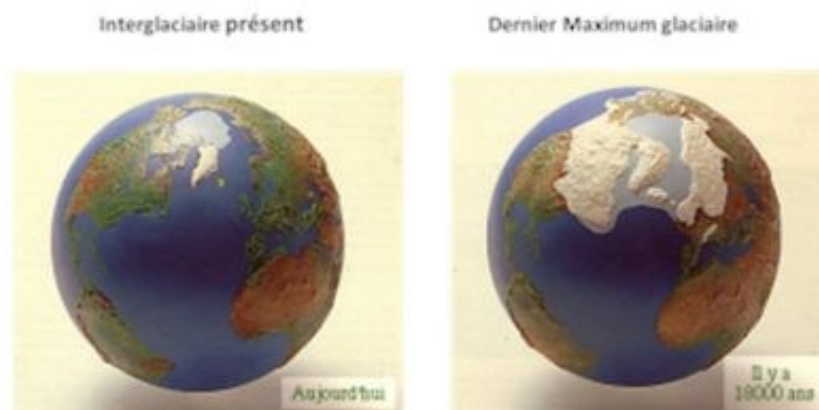 Interglaciaire présent
Dernier Maximum glaciaire
Aujourd'hui
Il y a
18000 ans